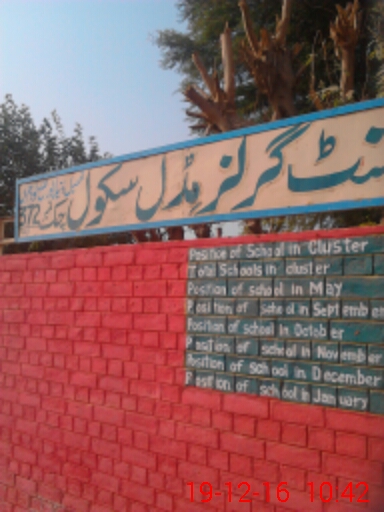 نٹ گرلز مڈل سکول چک 572
Position of School in Cluster
Total Schools in cluster
Position of school in May
Position of school in September
Position of school in October
Position of school in November
Position of school in December
Position of school in January
19-12-16 10:42